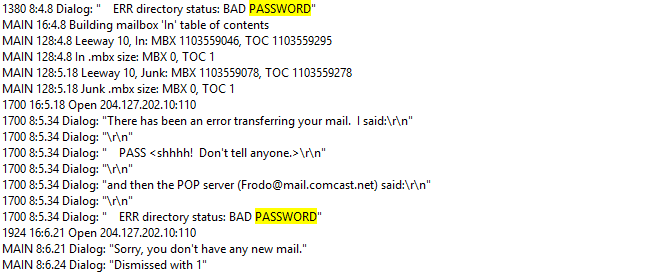 1380 8:4.8 Dialog: "    ERR directory status: BAD PASSWORD"
MAIN 16:4.8 Building mailbox 'In' table of contents
MAIN 128:4.8 Leeway 10, In: MBX 1103559046, TOC 1103559295
MAIN 128:4.8 In .mbx size: MBX 0, TOC 1
MAIN 128:5.18 Leeway 10, Junk: MBX 1103559078, TOC 1103559278
MAIN 128:5.18 Junk .mbx size: MBX 0, TOC 1
1700 16:5.18 Open 204.127.202.10:110
1700 8:5.34 Dialog: "There has been an error transferring your mail.  I said:\r\n"
1700 8:5.34 Dialog: "\r\n"
1700 8:5.34 Dialog: "    PASS <shhhh!  Don't tell anyone.>\r\n"
1700 8:5.34 Dialog: "\r\n"
1700 8:5.34 Dialog: "and then the POP server (Frodo@mail.comcast.net) said:\r\n"
1700 8:5.34 Dialog: "\r\n"
1700 8:5.34 Dialog: "    ERR directory status: BAD PASSWORD"
1924 16:6.21 Open 204.127.202.10:110
MAIN 8:6.21 Dialog: "Sorry, you don't have any new mail."
MAIN 8:6.24 Dialog: "Dismissed with 1"